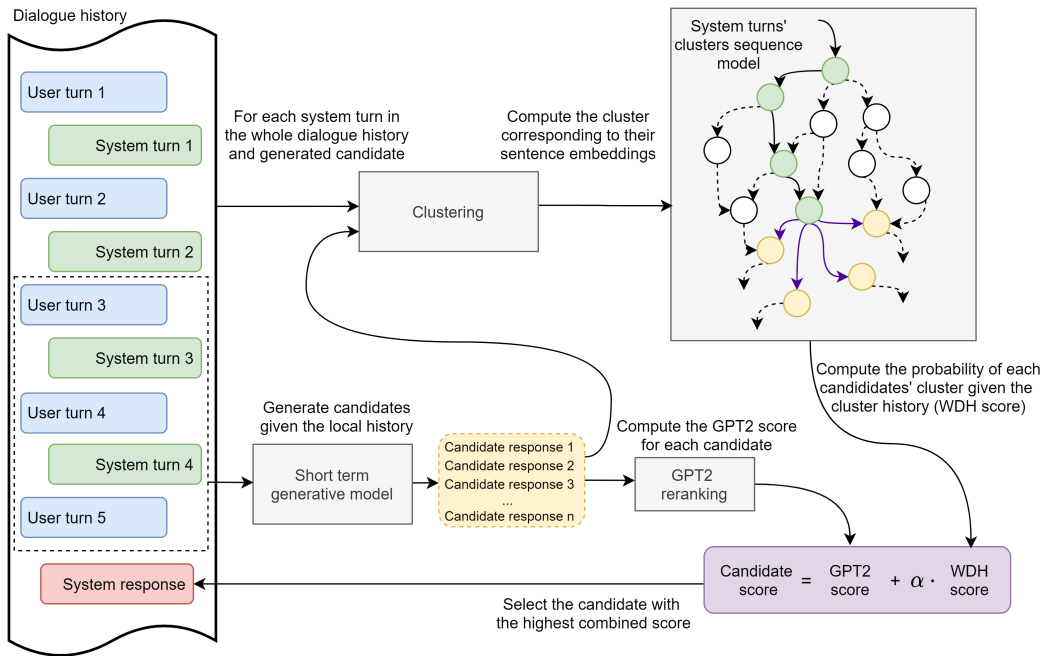 Dialogue history
User turn 1
System turn 1
User turn 2
System turn 2
User turn 3
System turn 3
User turn 4
System turn 4
User turn 5
System response
For each system turn in
the whole dialogue history
and generated candidate
Clustering
Compute the cluster
corresponding to their
sentence embeddings
System turns'
clusters sequence
model
Generate candidates
given the local history
Short term
generative model
Candidate response 1
Candidate response 2
Candidate response 3
...
Candidate response n
Compute the GPT2 score
for each candidate
GPT2
reranking
Compute the probability of each
candididates' cluster given the
cluster history (WDH score)
Candidate
score
=
GPT2
score
+ α ·
WDH
score
Select the candidate with
the highest combined score